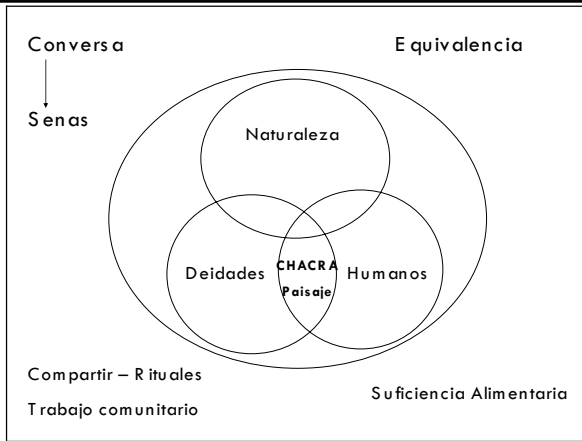 Conversa
Equivalencia
Senas
Naturaleza
Deidades
CHACRA
Paisaje
Humanos
Compartir – Rituales
Trabajo comunitario
Suficiencia Alimentaria